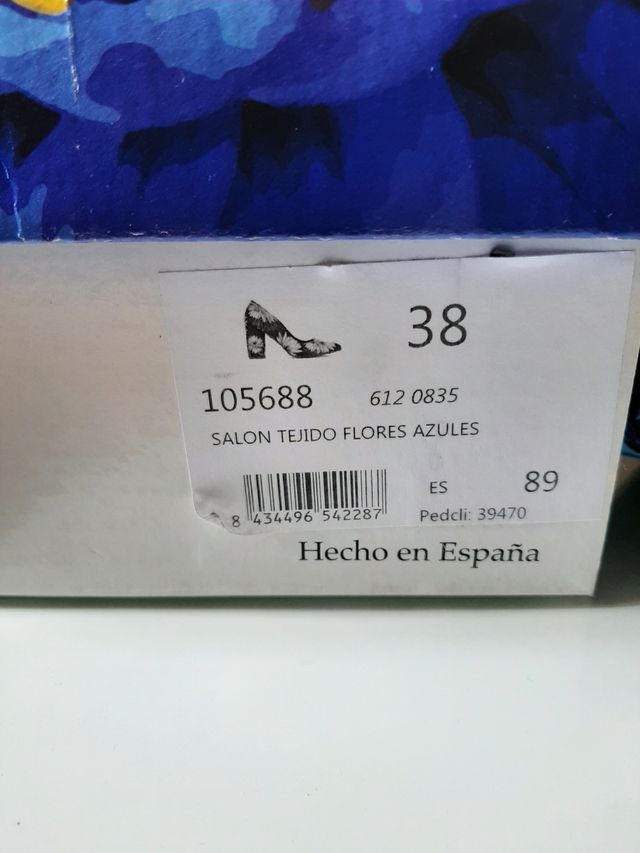 38
105688 612 0835
SALON TEJIDO FLORES AZULES
ES 89
8 434496 542287
Pedcli: 39470
Hecho en España